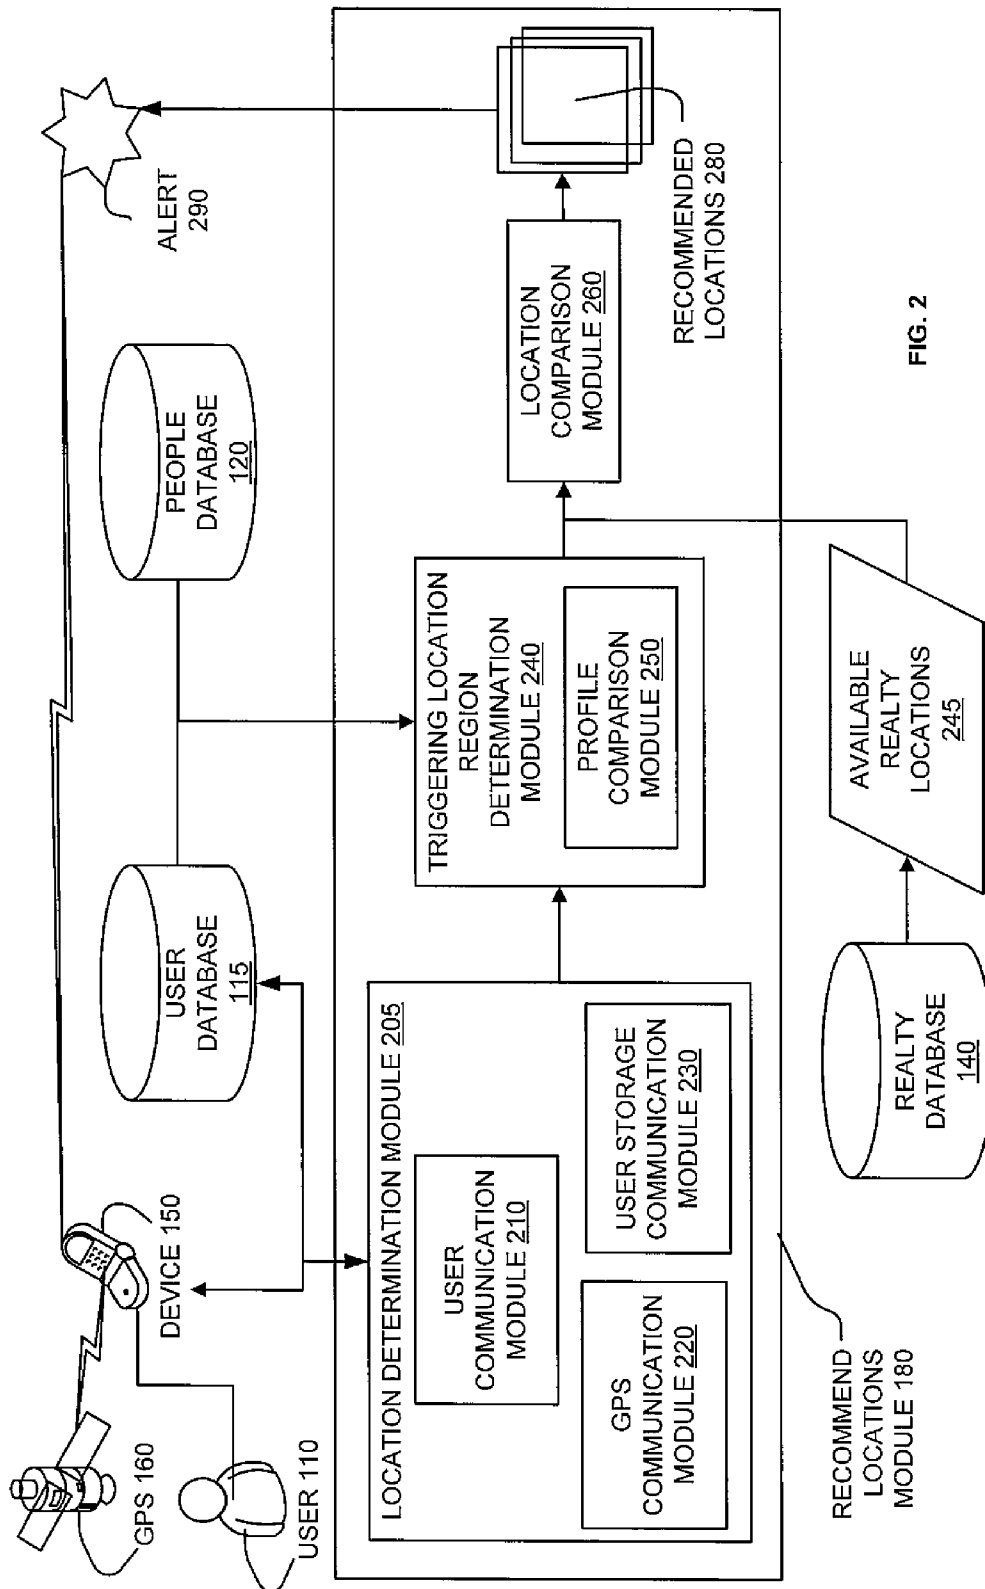 GPS 160
USER 110
DEVICE 150
USER
DATABASE
115
PEOPLE
DATABASE
120
ALERT
290
LOCATION DETERMINATION MODULE 205
USER
COMMUNICATION
MODULE 210
GPS
COMMUNICATION
MODULE 220
USER STORAGE
COMMUNICATION
MODULE 230
TRIGGERING LOCATION
REGION
DETERMINATION
MODULE 240
PROFILE
COMPARISON
MODULE 250
LOCATION
COMPARISON
MODULE 260
RECOMMENDED
LOCATIONS 280
RECOMMEND
LOCATIONS
MODULE 180
REALTY
DATABASE
140
AVAILABLE
REALTY
LOCATIONS
245
FIG. 2